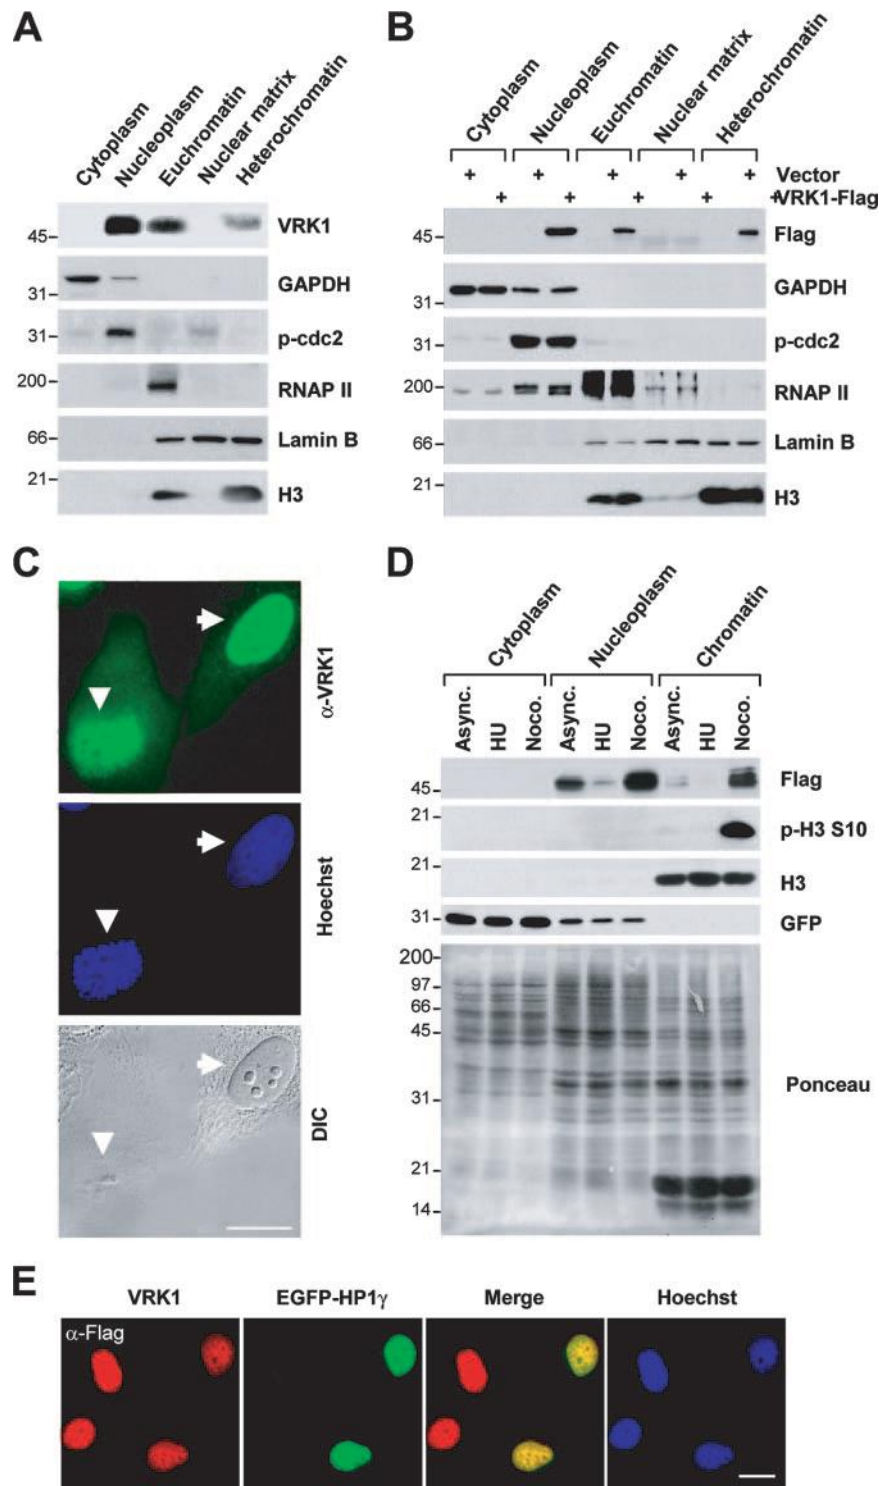 A
Cytoplasm
Nucleoplasm
Euchromatin
Nuclear matrix
Heterochromatin
45
VRK1
31
GAPDH
31
p-cdc2
200
RNAP II
66
Lamin B
21
H3
B
Cytoplasm
Nucleoplasm
Euchromatin
Nuclear matrix
Heterochromatin
+ + + + Vector
+ + + + +VRK1-Flag
45
Flag
31
GAPDH
31
p-cdc2
200
RNAP II
66
Lamin B
21
H3
C
α-VRK1
Hoechst
DIC
D
Cytoplasm
Nucleoplasm
Chromatin
Async.
HU
Noco.
Async.
HU
Noco.
Async.
HU
Noco.
45
Flag
21
p-H3 S10
21
H3
31
GFP
200
97
66
45
31
21
14
Ponceau
E
VRK1 EGFP-HP1γ Merge Hoechst
α-Flag